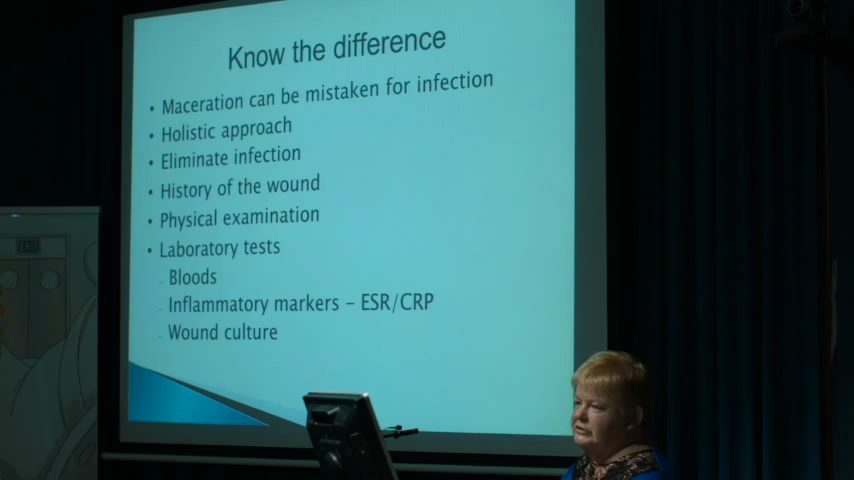 Know the difference
• Maceration can be mistaken for infection
• Holistic approach
• Eliminate infection
• History of the wound
• Physical examination
• Laboratory tests
- Bloods
- Inflammatory markers – ESR/CRP
- Wound culture
EXIT